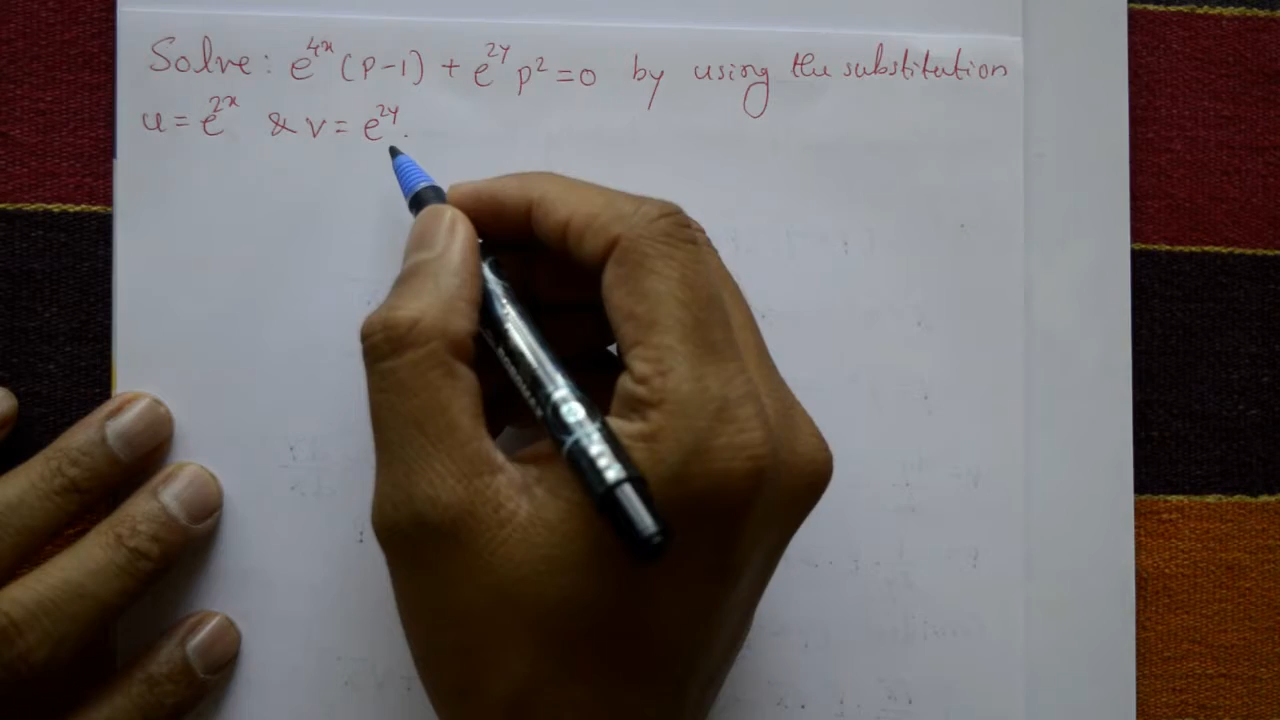 Solve: e^{4x} (p-1) + e^{2y} p^2 = 0 by using the substitution
u = e^{2x} & v = e^{2y}.